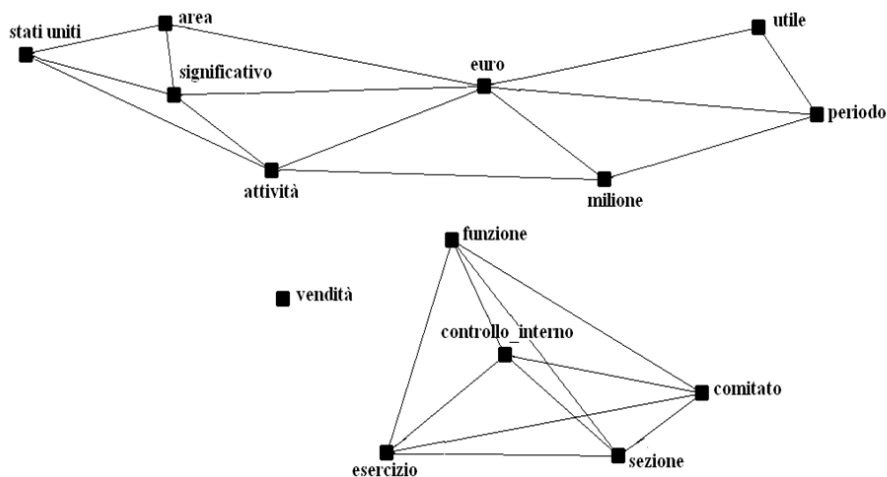 area
utile
stati uniti
euro
significativo
periodo
attività
milione
funzione
vendità
controllo_interno
comitato
sezione
esercizio